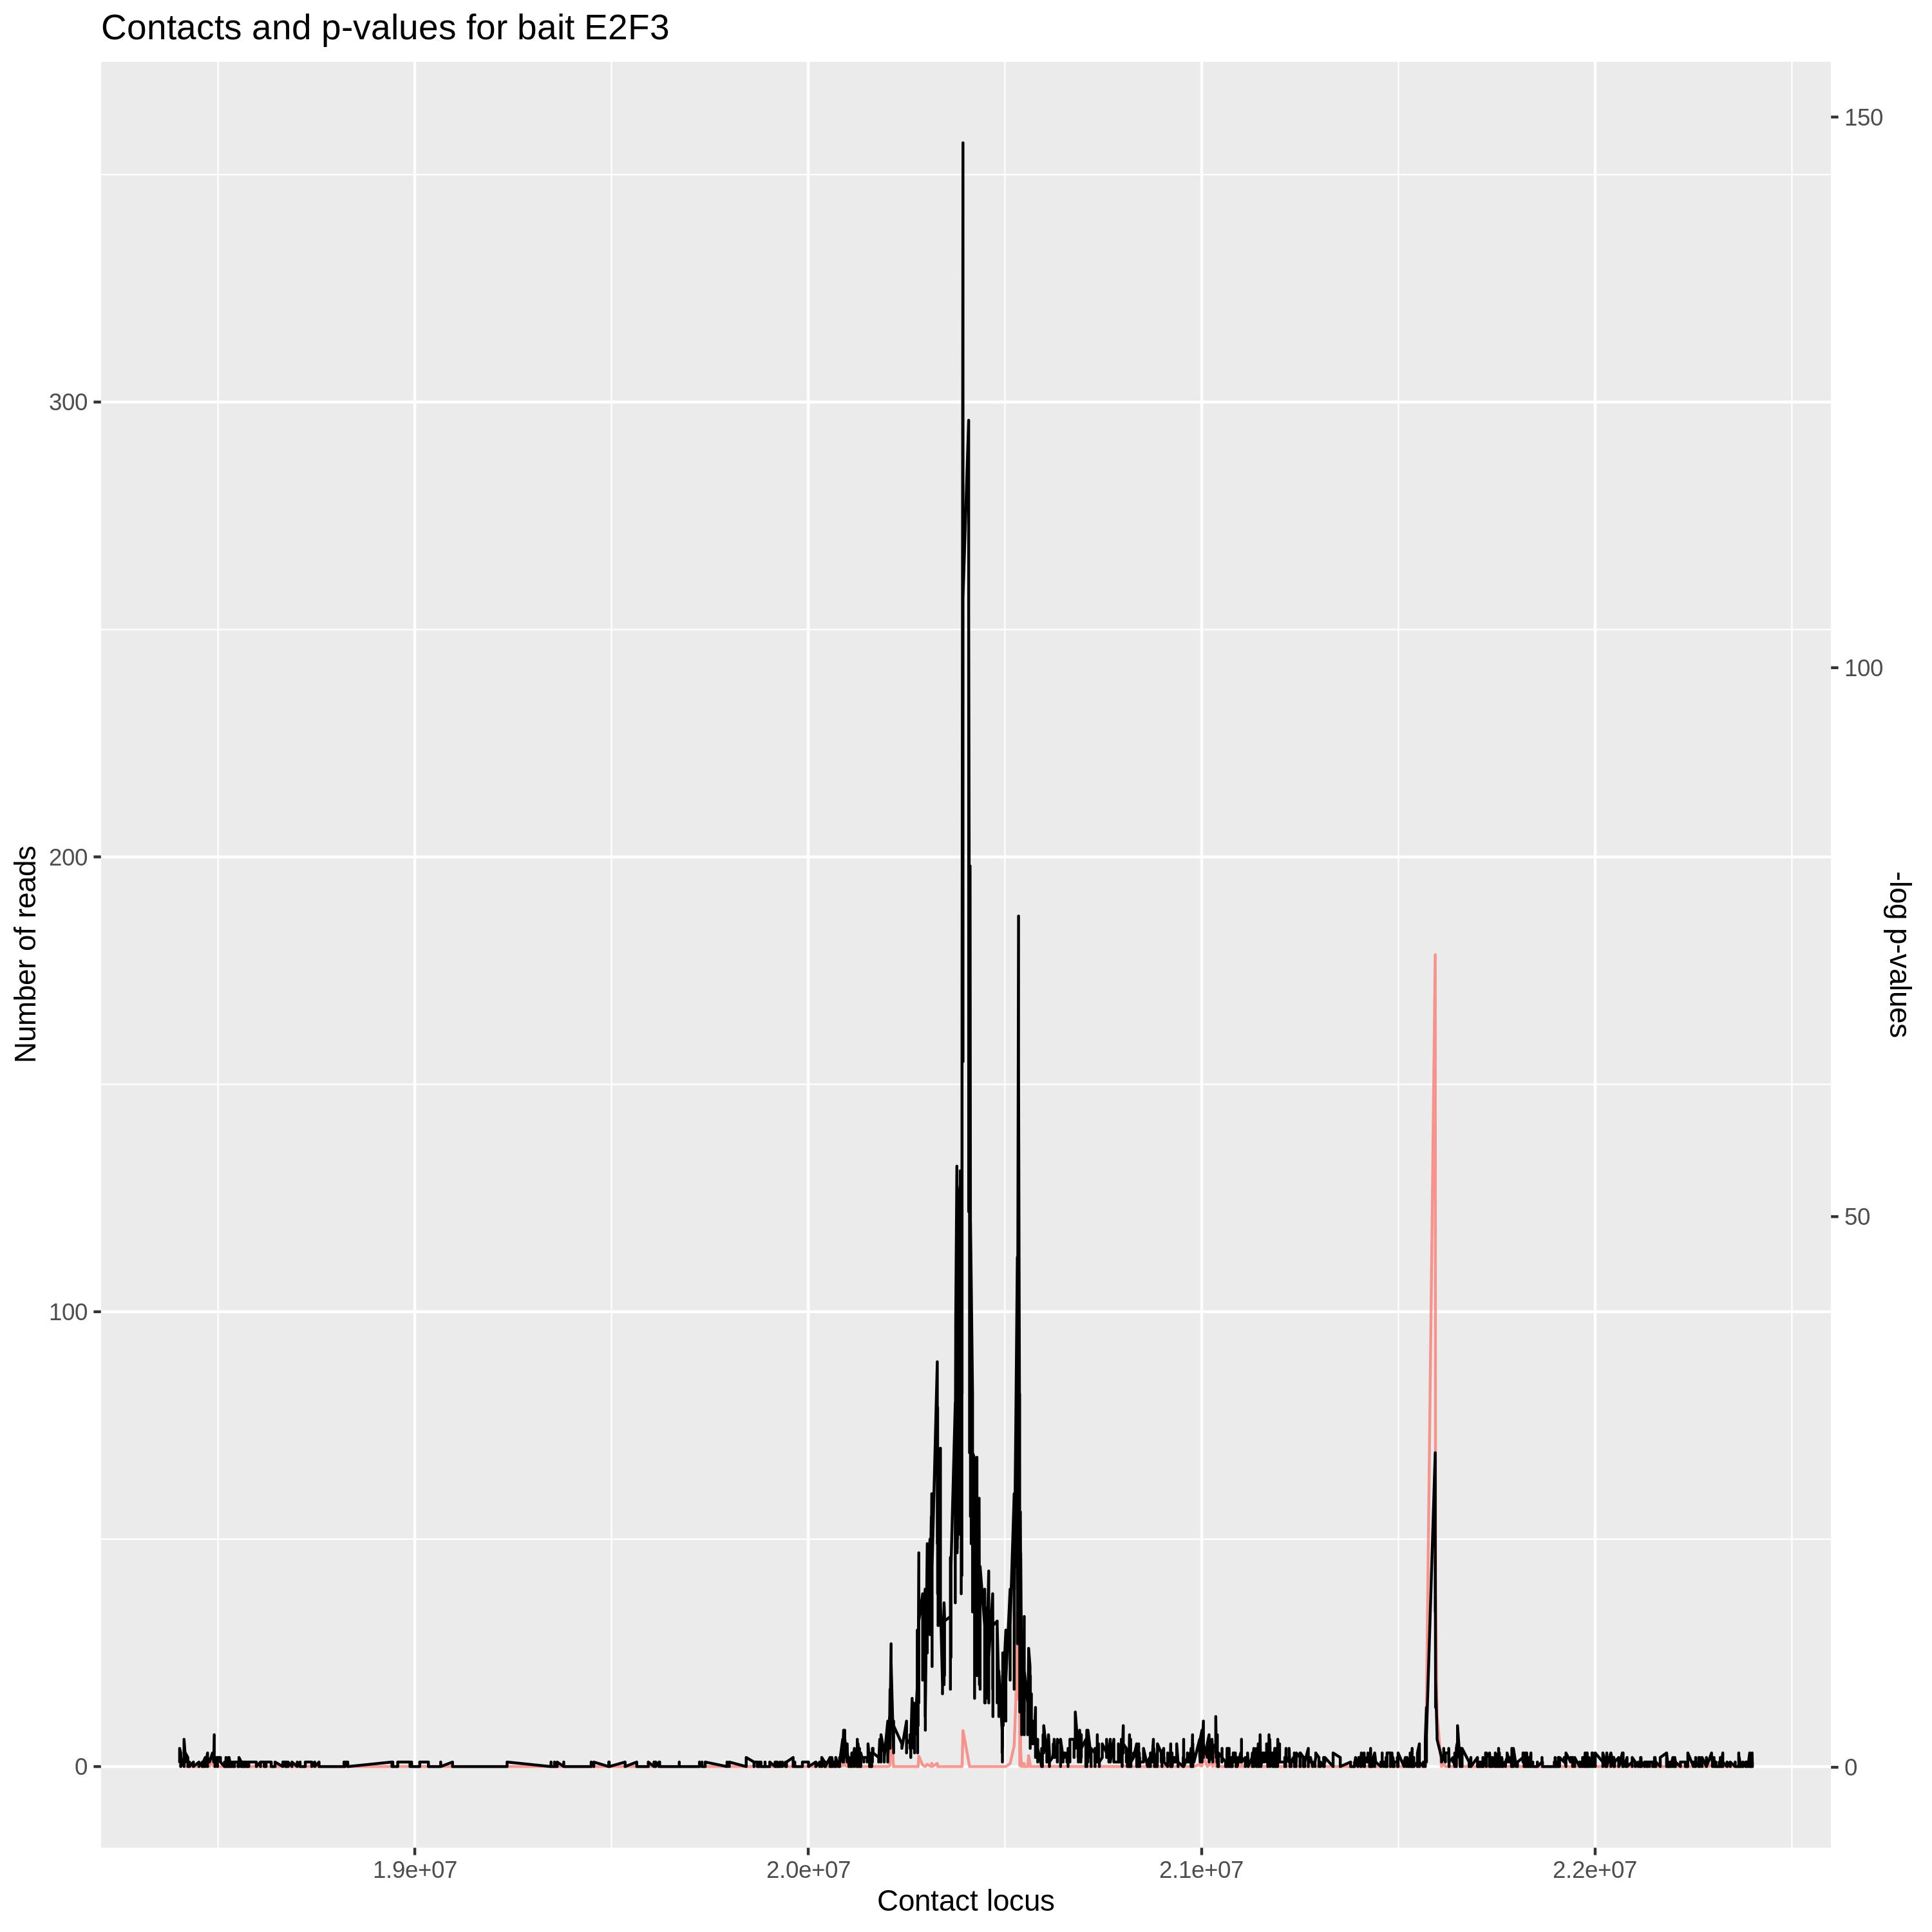 Contacts and p-values for bait E2F3
Number of reads
300
200
100
0
150
100
50
0
-log p-values
1.9e+07
2.0e+07
2.1e+07
2.2e+07
Contact locus